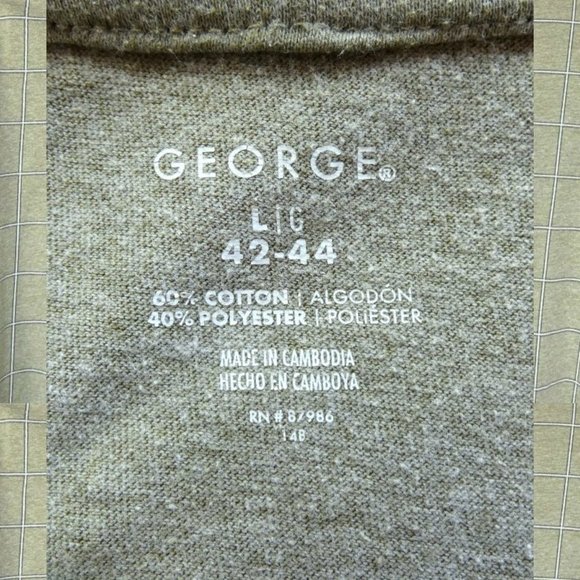 GEORGE®
L|G
42-44
60% COTTON | ALGODÓN
40% POLYESTER | POLIÉSTER
MADE IN CAMBODIA
HECHO EN CAMBOYA
RN # 87986
14B